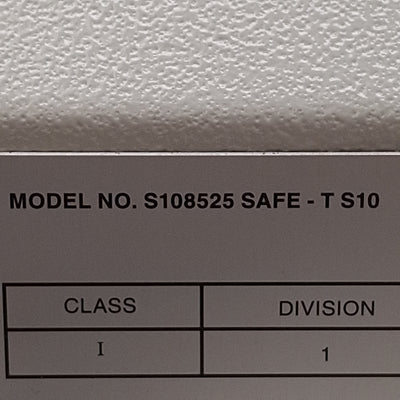 MODEL NO. S108525 SAFE - T S10
CLASS DIVISION
I 1